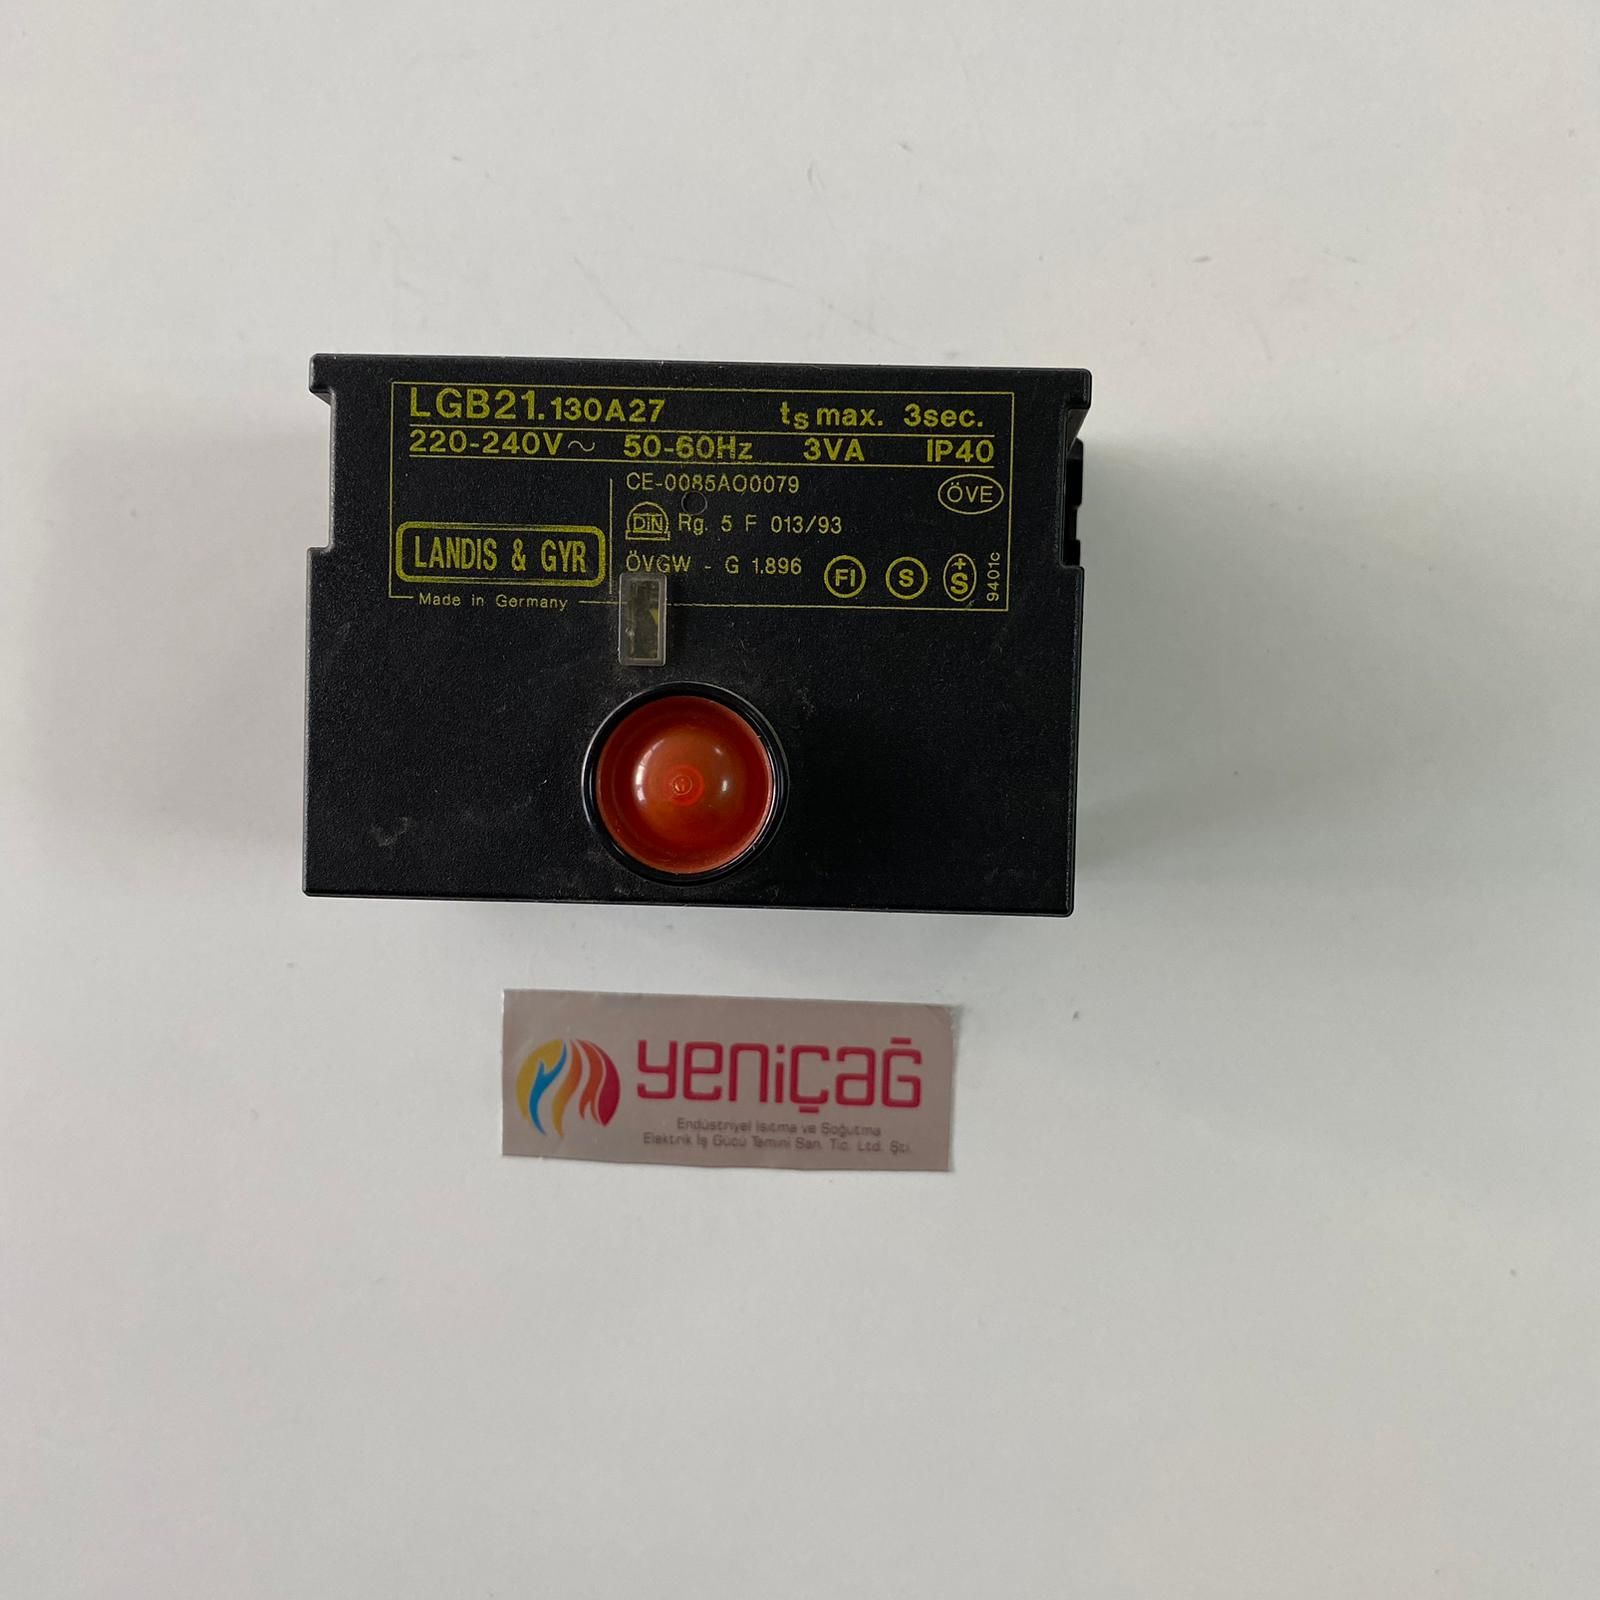 LGB21.130A27 ts max. 3sec.
220-240V~ 50-60Hz 3VA IP40
CE-0085AO0079
ÖVE
DIN Rg. 5 F 013/93
LANDIS & GYR
ÖVGW - G 1.896 FI S +S
9401c
Made in Germany
YENİÇAĞ
Endüstriyel Isıtma ve Soğutma
Elektrik İş Gücü Temini San. Tic. Ltd. Şti.